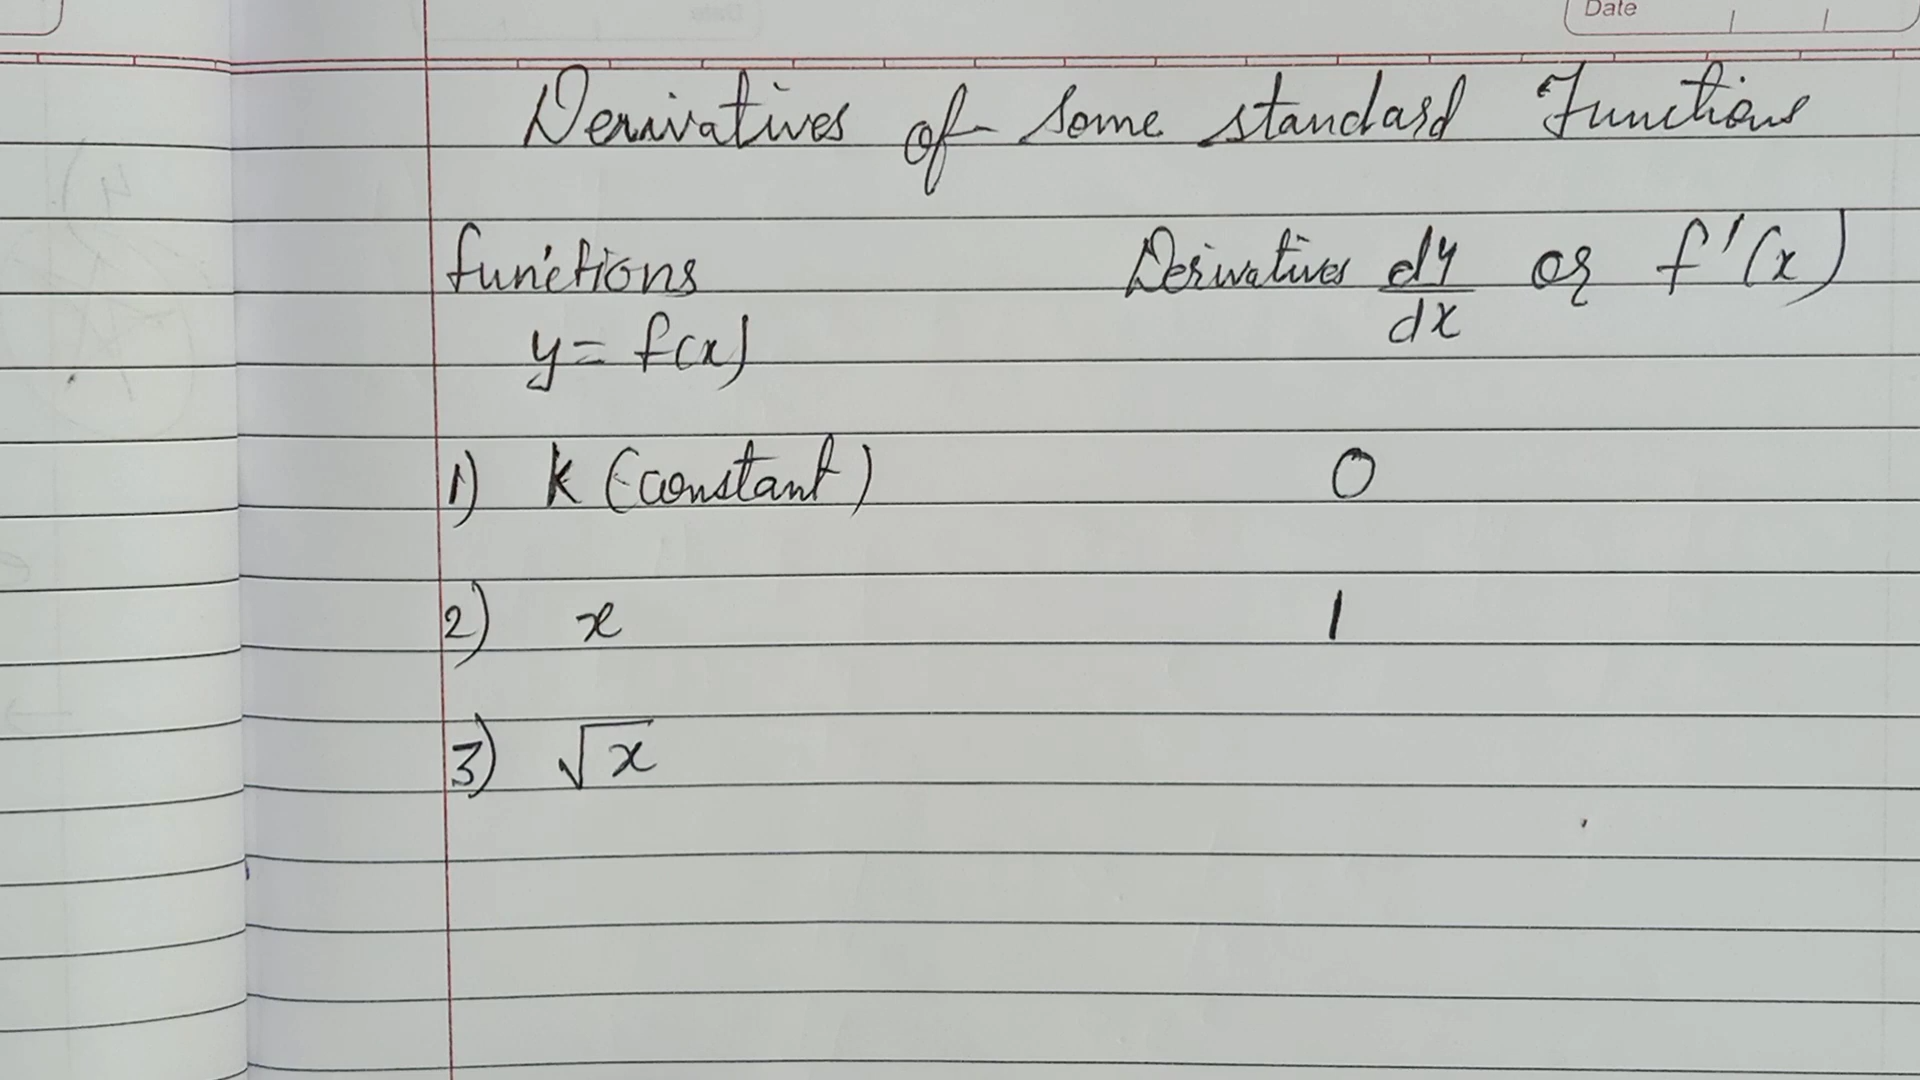 Date
Derivatives of some standard Functions
functions Derivatives dy/dx or f'(x)
y = f(x)
1) k (constant) 0
2) x 1
3) √x